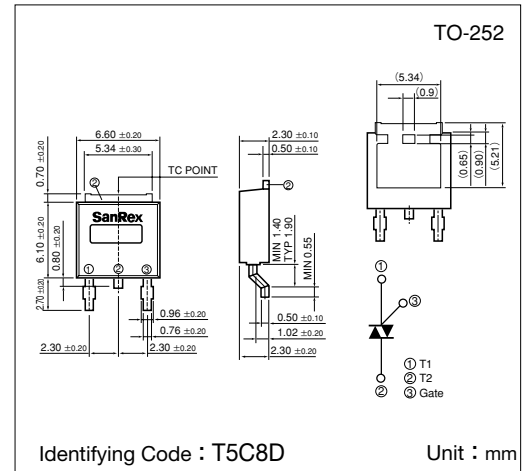 TO-252
6.60 ±0.20
5.34 ±0.30
TC POINT
0.70 ±0.20
②
SanRex
6.10 ±0.20
0.80 ±0.20
① ② ③
2.70 ±0.20
0.96 ±0.20
0.76 ±0.20
2.30 ±0.20
2.30 ±0.20
2.30 ±0.10
0.50 ±0.10
②
MIN 1.40
TYP 1.90
MIN 0.55
0.50 ±0.10
1.02 ±0.20
2.30 ±0.20
(5.34)
(0.9)
(0.65)
(0.90)
(5.21)
①
③
②
① T1
② T2
③ Gate
Identifying Code : T5C8D
Unit : mm